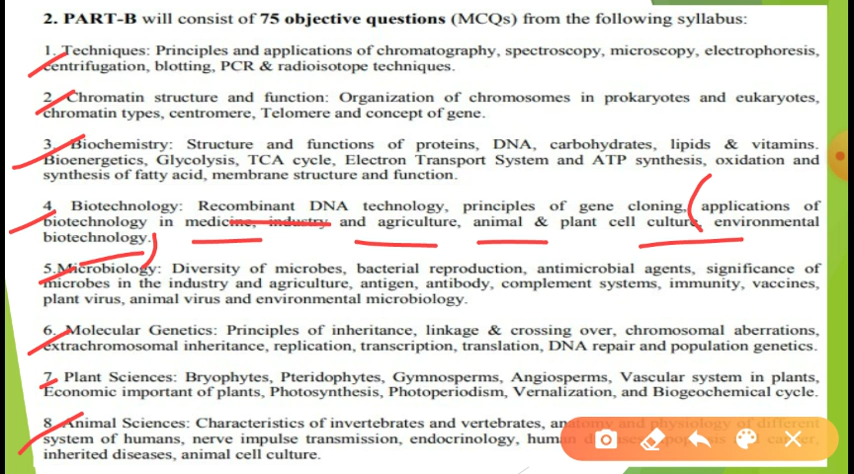 2. PART-B will consist of 75 objective questions (MCQs) from the following syllabus:
1. Techniques: Principles and applications of chromatography, spectroscopy, microscopy, electrophoresis,
centrifugation, blotting, PCR & radioisotope techniques.
2. Chromatin structure and function: Organization of chromosomes in prokaryotes and eukaryotes,
chromatin types, centromere, Telomere and concept of gene.
3. Biochemistry: Structure and functions of proteins, DNA, carbohydrates, lipids & vitamins.
Bioenergetics, Glycolysis, TCA cycle, Electron Transport System and ATP synthesis, oxidation and
synthesis of fatty acid, membrane structure and function.
4. Biotechnology: Recombinant DNA technology, principles of gene cloning, applications of
biotechnology in medicine, industry and agriculture, animal & plant cell culture, environmental
biotechnology.
5.Microbiology: Diversity of microbes, bacterial reproduction, antimicrobial agents, significance of
microbes in the industry and agriculture, antigen, antibody, complement systems, immunity, vaccines,
plant virus, animal virus and environmental microbiology.
6. Molecular Genetics: Principles of inheritance, linkage & crossing over, chromosomal aberrations,
extrachromosomal inheritance, replication, transcription, translation, DNA repair and population genetics.
7. Plant Sciences: Bryophytes, Pteridophytes, Gymnosperms, Angiosperms, Vascular system in plants,
Economic important of plants, Photosynthesis, Photoperiodism, Vernalization, and Biogeochemical cycle.
8. Animal Sciences: Characteristics of invertebrates and vertebrates, anatomy and physiology of different
system of humans, nerve impulse transmission, endocrinology, human
inherited diseases, animal cell culture.